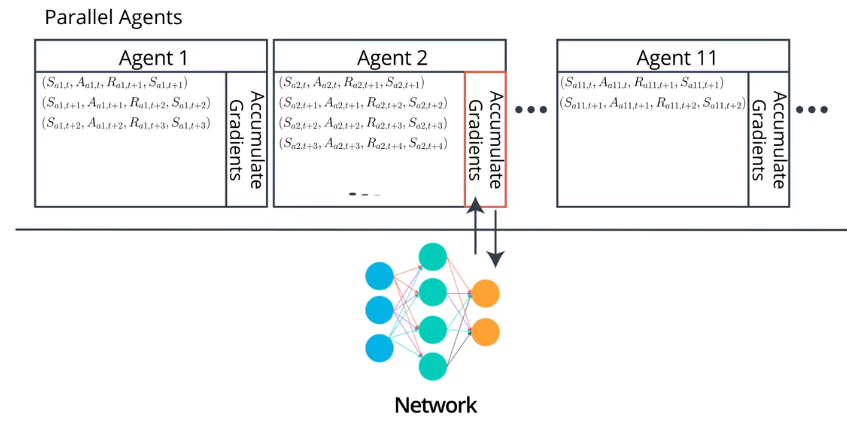 Parallel Agents
Agent 1
(S_{a1,t}, A_{a1,t}, R_{a1,t+1}, S_{a1,t+1})
(S_{a1,t+1}, A_{a1,t+1}, R_{a1,t+2}, S_{a1,t+2})
(S_{a1,t+2}, A_{a1,t+2}, R_{a1,t+3}, S_{a1,t+3})
Accumulate
Gradients
Agent 2
(S_{a2,t}, A_{a2,t}, R_{a2,t+1}, S_{a2,t+1})
(S_{a2,t+1}, A_{a2,t+1}, R_{a2,t+2}, S_{a2,t+2})
(S_{a2,t+2}, A_{a2,t+2}, R_{a2,t+3}, S_{a2,t+3})
(S_{a2,t+3}, A_{a2,t+3}, R_{a2,t+4}, S_{a2,t+4})
Accumulate
Gradients
Agent 11
(S_{a11,t}, A_{a11,t}, R_{a11,t+1}, S_{a11,t+1})
(S_{a11,t+1}, A_{a11,t+1}, R_{a11,t+2}, S_{a11,t+2})
Accumulate
Gradients
Network